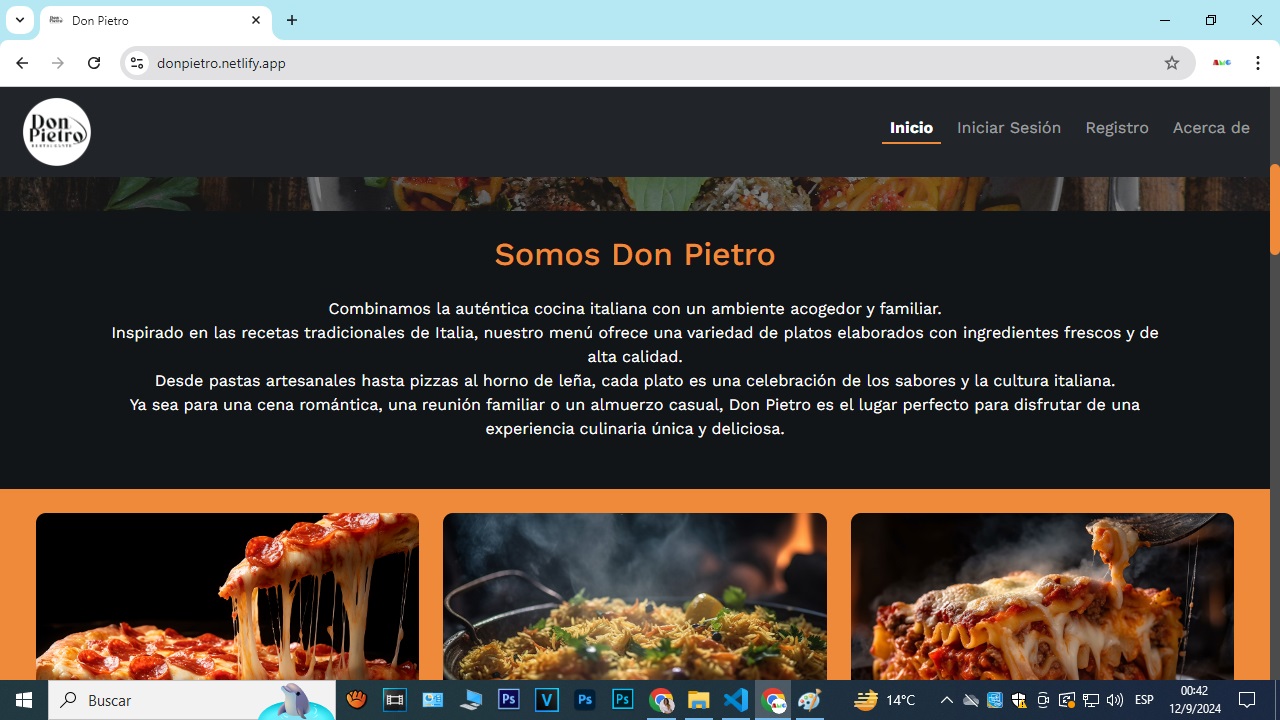 Don Pietro
donpietro.netlify.app
Don
Pietro
RESTAURANTE
Inicio
Iniciar Sesión
Registro
Acerca de
Somos Don Pietro
Combinamos la auténtica cocina italiana con un ambiente acogedor y familiar.
Inspirado en las recetas tradicionales de Italia, nuestro menú ofrece una variedad de platos elaborados con ingredientes frescos y de
alta calidad.
Desde pastas artesanales hasta pizzas al horno de leña, cada plato es una celebración de los sabores y la cultura italiana.
Ya sea para una cena romántica, una reunión familiar o un almuerzo casual, Don Pietro es el lugar perfecto para disfrutar de una
experiencia culinaria única y deliciosa.
Buscar
Ps
V
Ps
Ps
14°C
ESP
00:42
12/9/2024